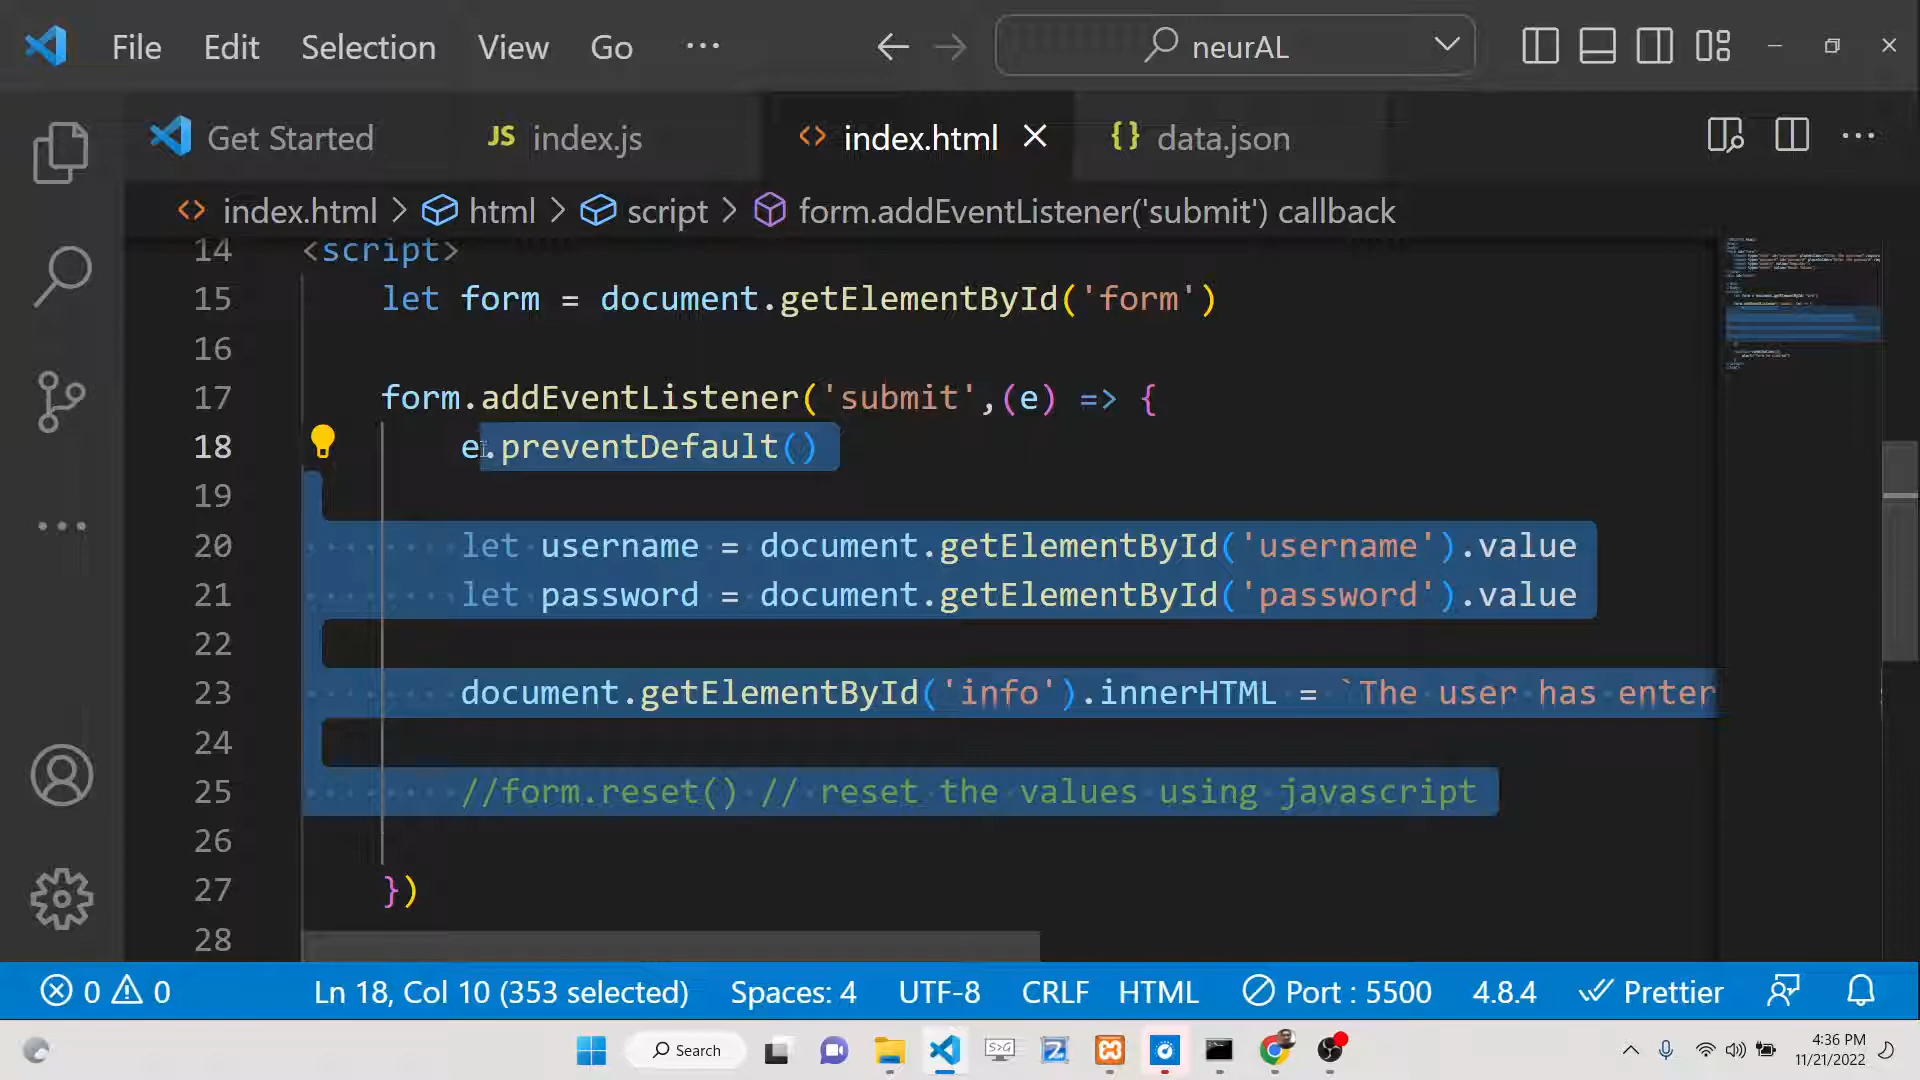 File Edit Selection View Go ... neurAL
Get Started JS index.js <> index.html {} data.json ...
<> index.html > html > script > form.addEventListener('submit') callback
14 <script>
15 let form = document.getElementById('form')
16
17 form.addEventListener('submit',(e) => {
18 e.preventDefault()
19
20 let username = document.getElementById('username').value
21 let password = document.getElementById('password').value
22
23 document.getElementById('info').innerHTML = `The user has enter
24
25 //form.reset() // reset the values using javascript
26
27 })
28
0 0 Ln 18, Col 10 (353 selected) Spaces: 4 UTF-8 CRLF HTML Port : 5500 4.8.4 Prettier
Search
4:36 PM
11/21/2022